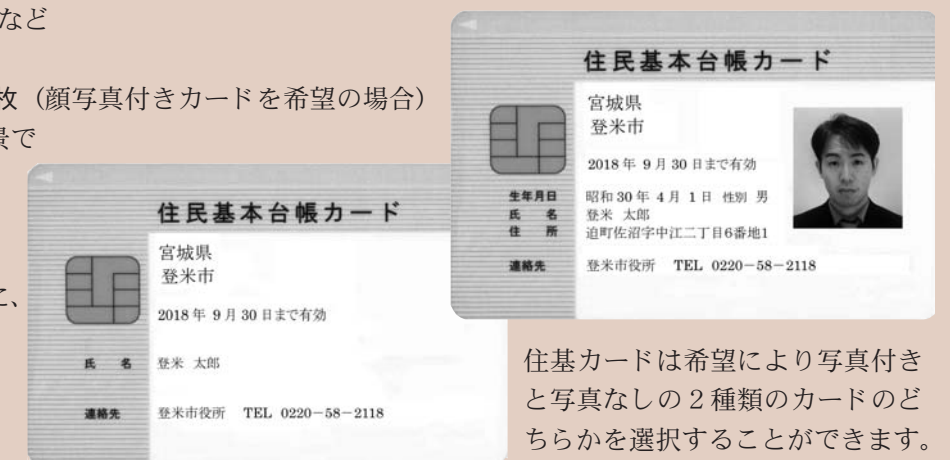 など
枚（顔写真付きカードを希望の場合）
景で
に、
住民基本台帳カード
宮城県
登米市
2018年 9月30日まで有効
生年月日 昭和30年 4月 1日 性別 男
氏 名 登米 太郎
住 所 迫町佐沼字中江二丁目6番地1
連絡先 登米市役所 TEL 0220−58−2118
住民基本台帳カード
宮城県
登米市
2018年 9月30日まで有効
氏 名 登米 太郎
連絡先 登米市役所 TEL 0220−58−2118
住基カードは希望により写真付き
と写真なしの２種類のカードのど
ちらかを選択することができます。